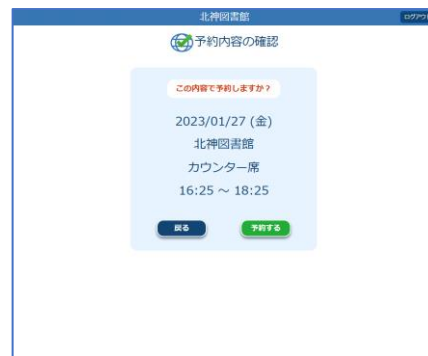 北神図書館
ログアウト
予約内容の確認
この内容で予約しますか？
2023/01/27 (金)
北神図書館
カウンター席
16:25 ～ 18:25
戻る
予約する